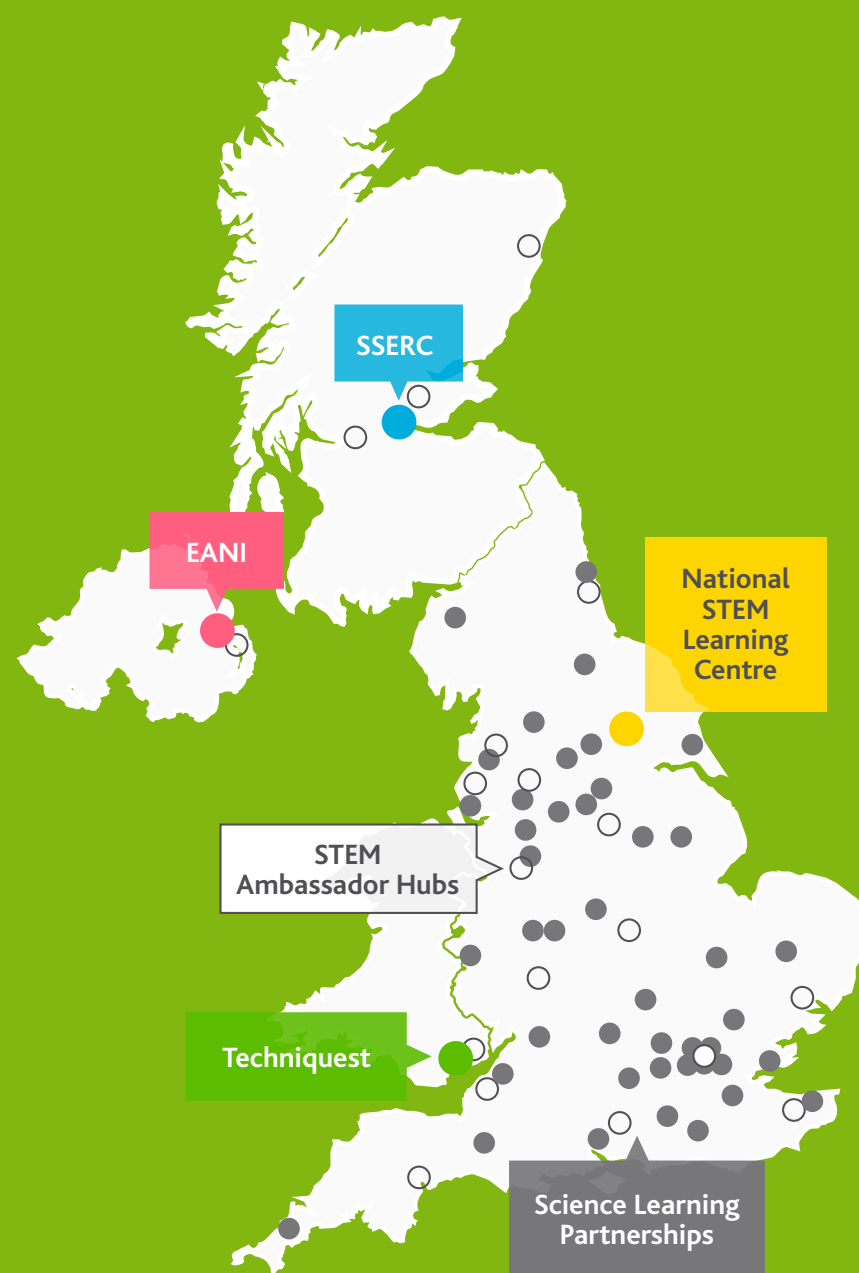 SSERC
EANI
National
STEM
Learning
Centre
STEM
Ambassador Hubs
Techniquest
Science Learning
Partnerships